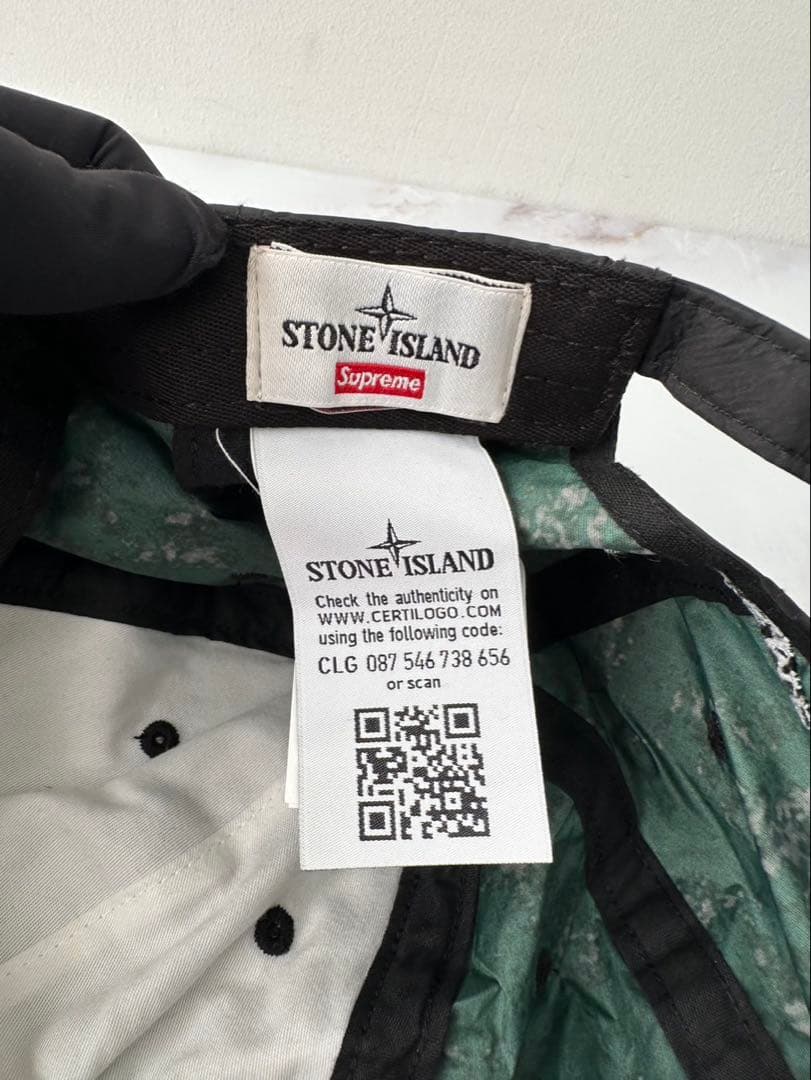 STONE ISLAND
Supreme
STONE ISLAND
Check the authenticity on
WWW.CERTILOGO.COM
using the following code:
CLG 087 546 738 656
or scan